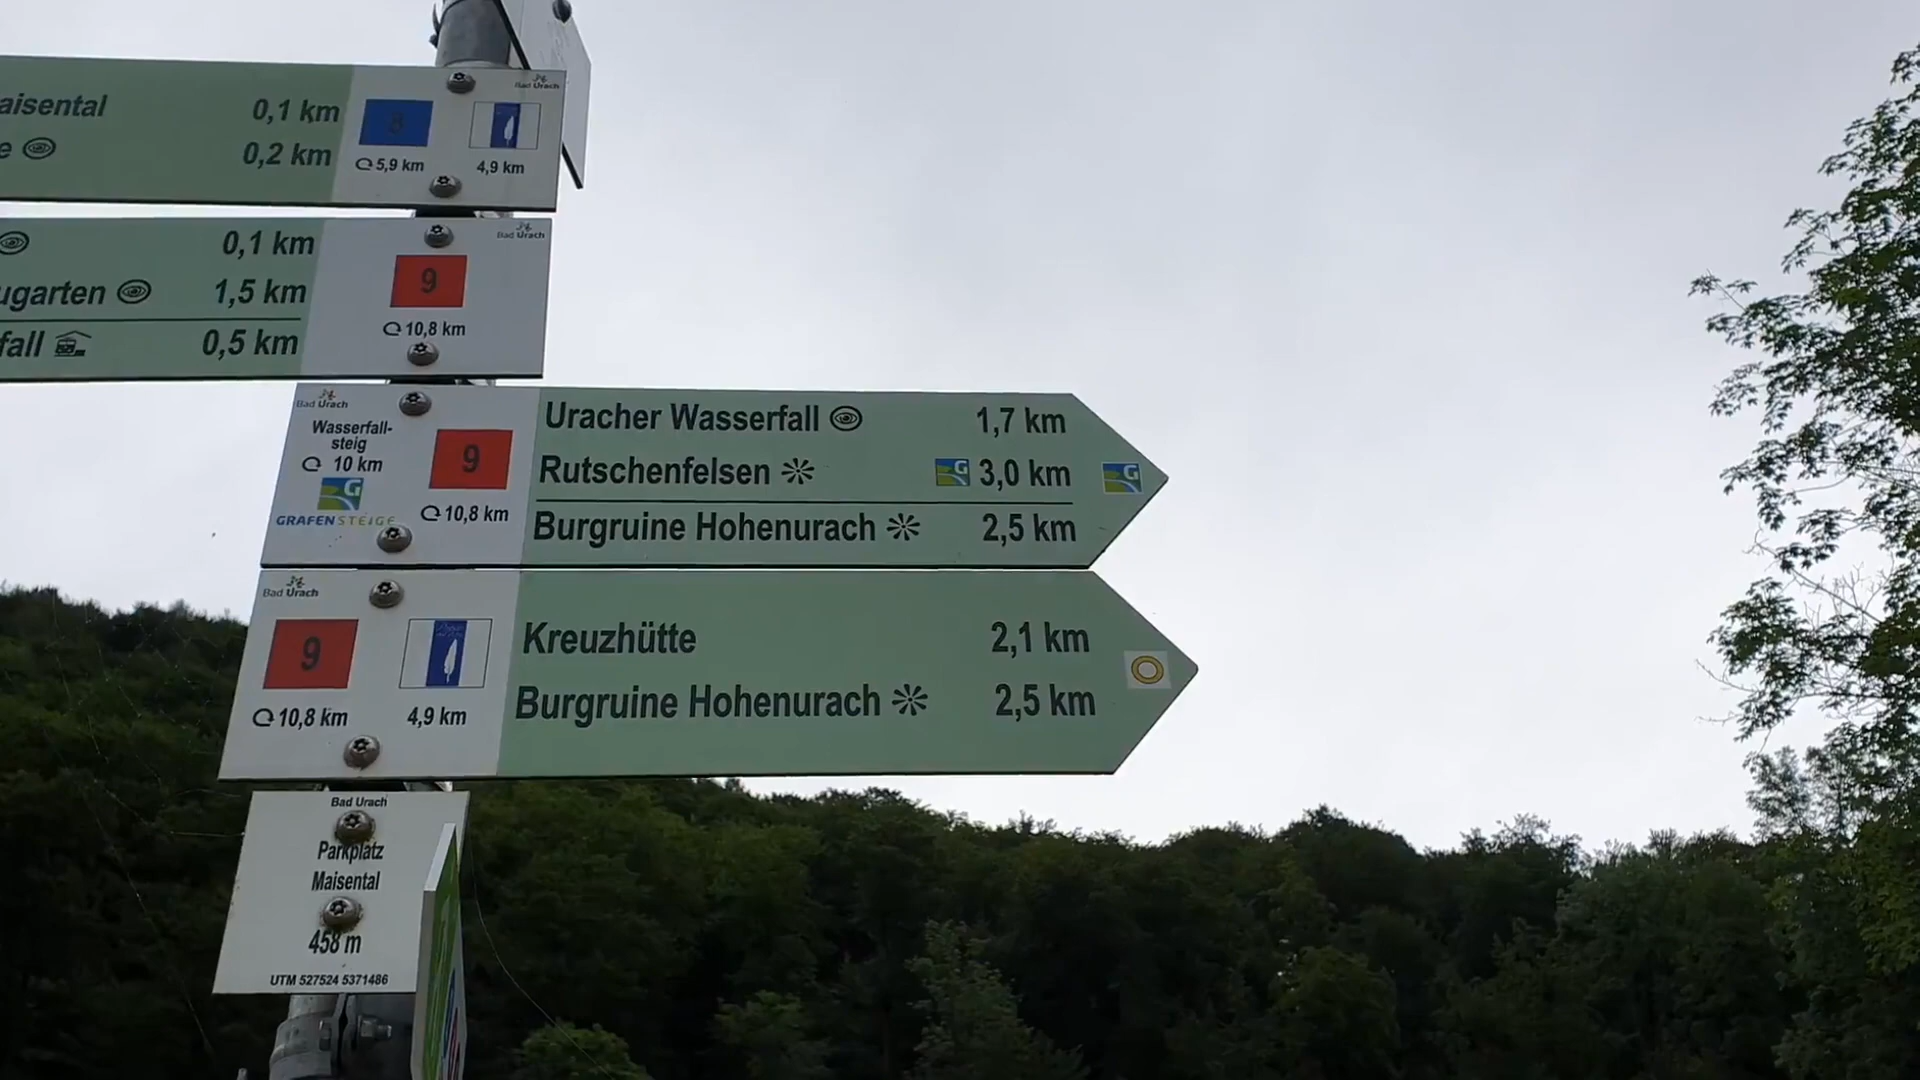 aisental 0,1 km
e 0,2 km
Bad Urach
3
5,9 km 4,9 km
0,1 km
ugarten 1,5 km
fall 0,5 km
Bad Urach
9
10,8 km
Bad Urach
Wasserfall-
steig
10 km
G
GRAFENSTEIGE
9
10,8 km
Uracher Wasserfall 1,7 km
Rutschenfelsen G 3,0 km
G
Burgruine Hohenurach 2,5 km
Bad Urach
9
10,8 km 4,9 km
Kreuzhütte 2,1 km
Burgruine Hohenurach 2,5 km
Bad Urach
Parkplatz
Maisental
458 m
UTM 527524 5371486